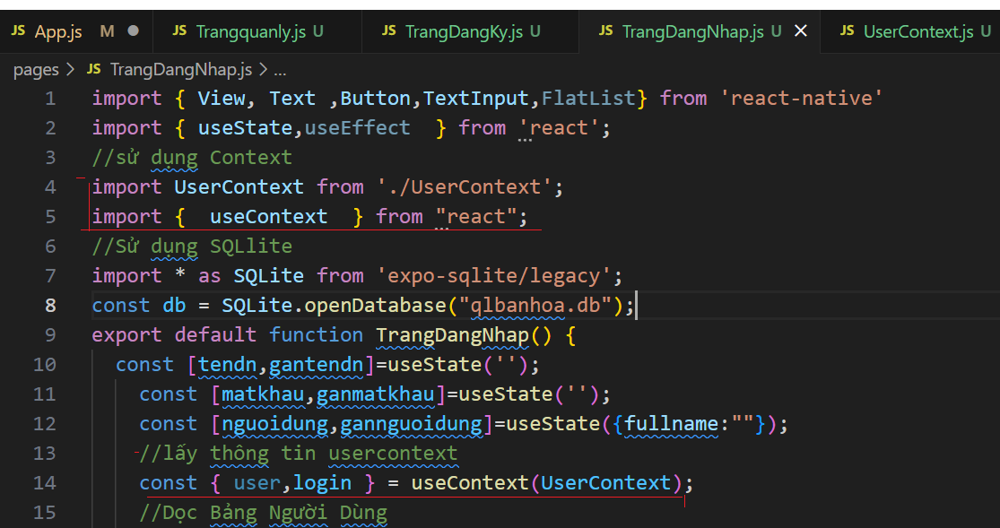 JS App.js M ● JS Trangquanly.js U JS TrangDangKy.js U JS TrangDangNhap.js U × JS UserContext.js U
pages > JS TrangDangNhap.js > ...
1 import { View, Text ,Button,TextInput,FlatList} from 'react-native'
2 import { useState,useEffect  } from 'react';
3 //sử dụng Context
4 import UserContext from './UserContext';
5 import {  useContext  } from "react";
6 //Sử dụng SQLlite
7 import * as SQLite from 'expo-sqlite/legacy';
8 const db = SQLite.openDatabase("qlbanhoa.db");
9 export default function TrangDangNhap() {
10   const [tendn,gantendn]=useState('');
11     const [matkhau,ganmatkhau]=useState('');
12     const [nguoidung,gannguoidung]=useState({fullname:""});
13     //lấy thông tin usercontext
14     const { user,login } = useContext(UserContext);
15     //Dọc Bảng Người Dùng